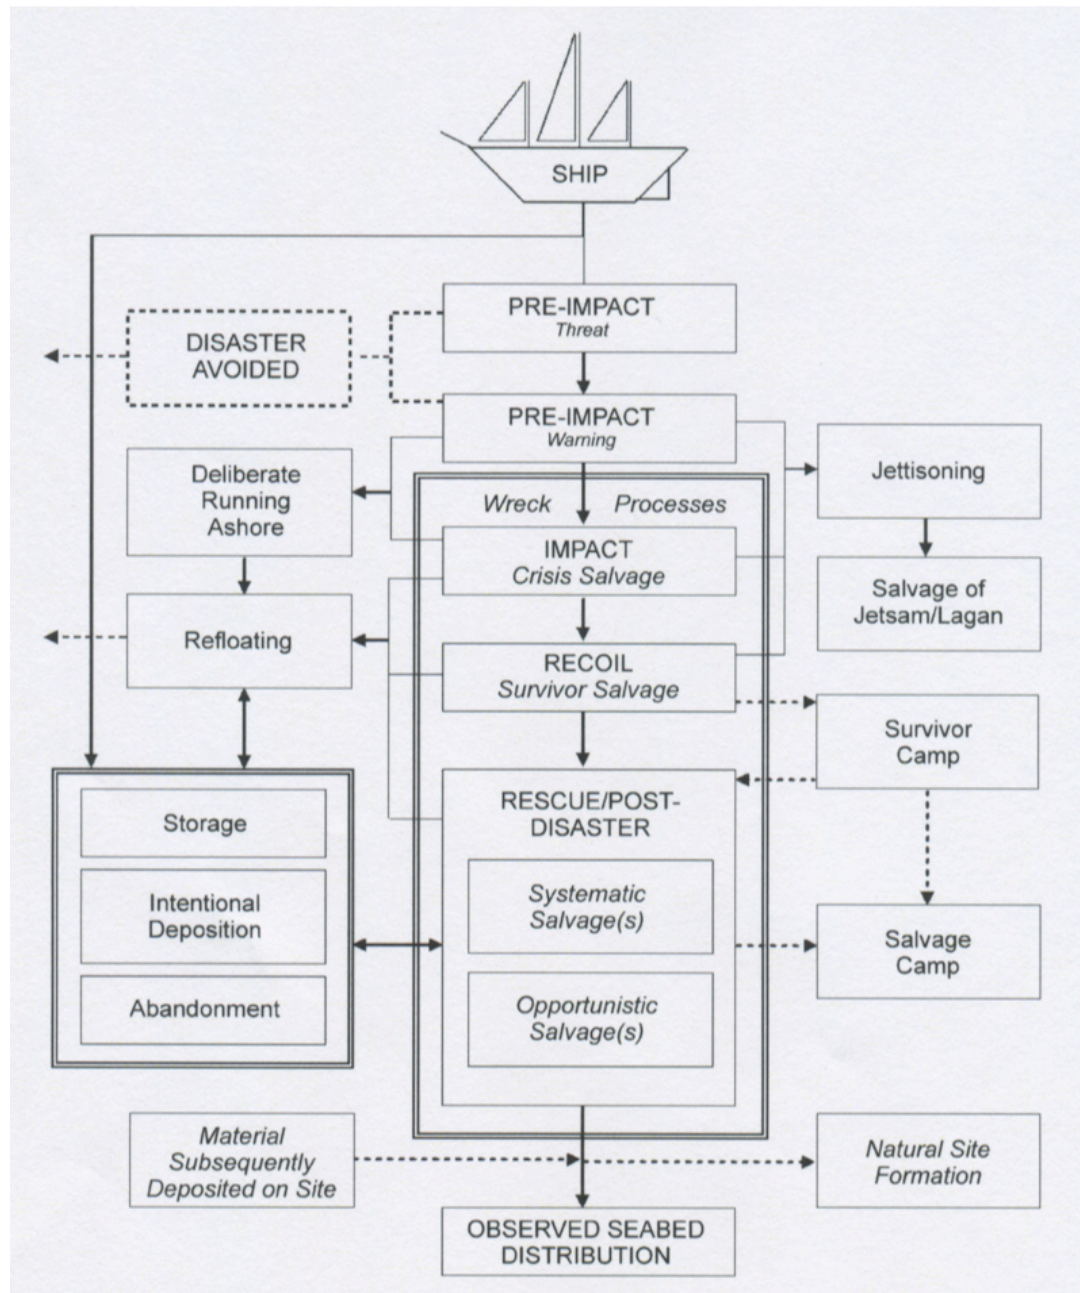 SHIP
PRE-IMPACT
Threat
DISASTER
AVOIDED
PRE-IMPACT
Warning
Deliberate
Running
Ashore
Jettisoning
Wreck Processes
IMPACT
Crisis Salvage
Salvage of
Jetsam/Lagan
Refloating
RECOIL
Survivor Salvage
Survivor
Camp
Storage
Intentional
Deposition
Abandonment
RESCUE/POST-
DISASTER
Systematic
Salvage(s)
Opportunistic
Salvage(s)
Salvage
Camp
Material
Subsequently
Deposited on Site
Natural Site
Formation
OBSERVED SEABED
DISTRIBUTION